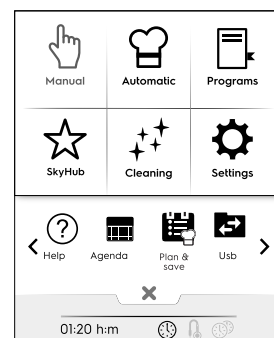 Manual Automatic Programs
SkyHub Cleaning Settings
? Help Agenda Plan & save Usb
01:20 h:m